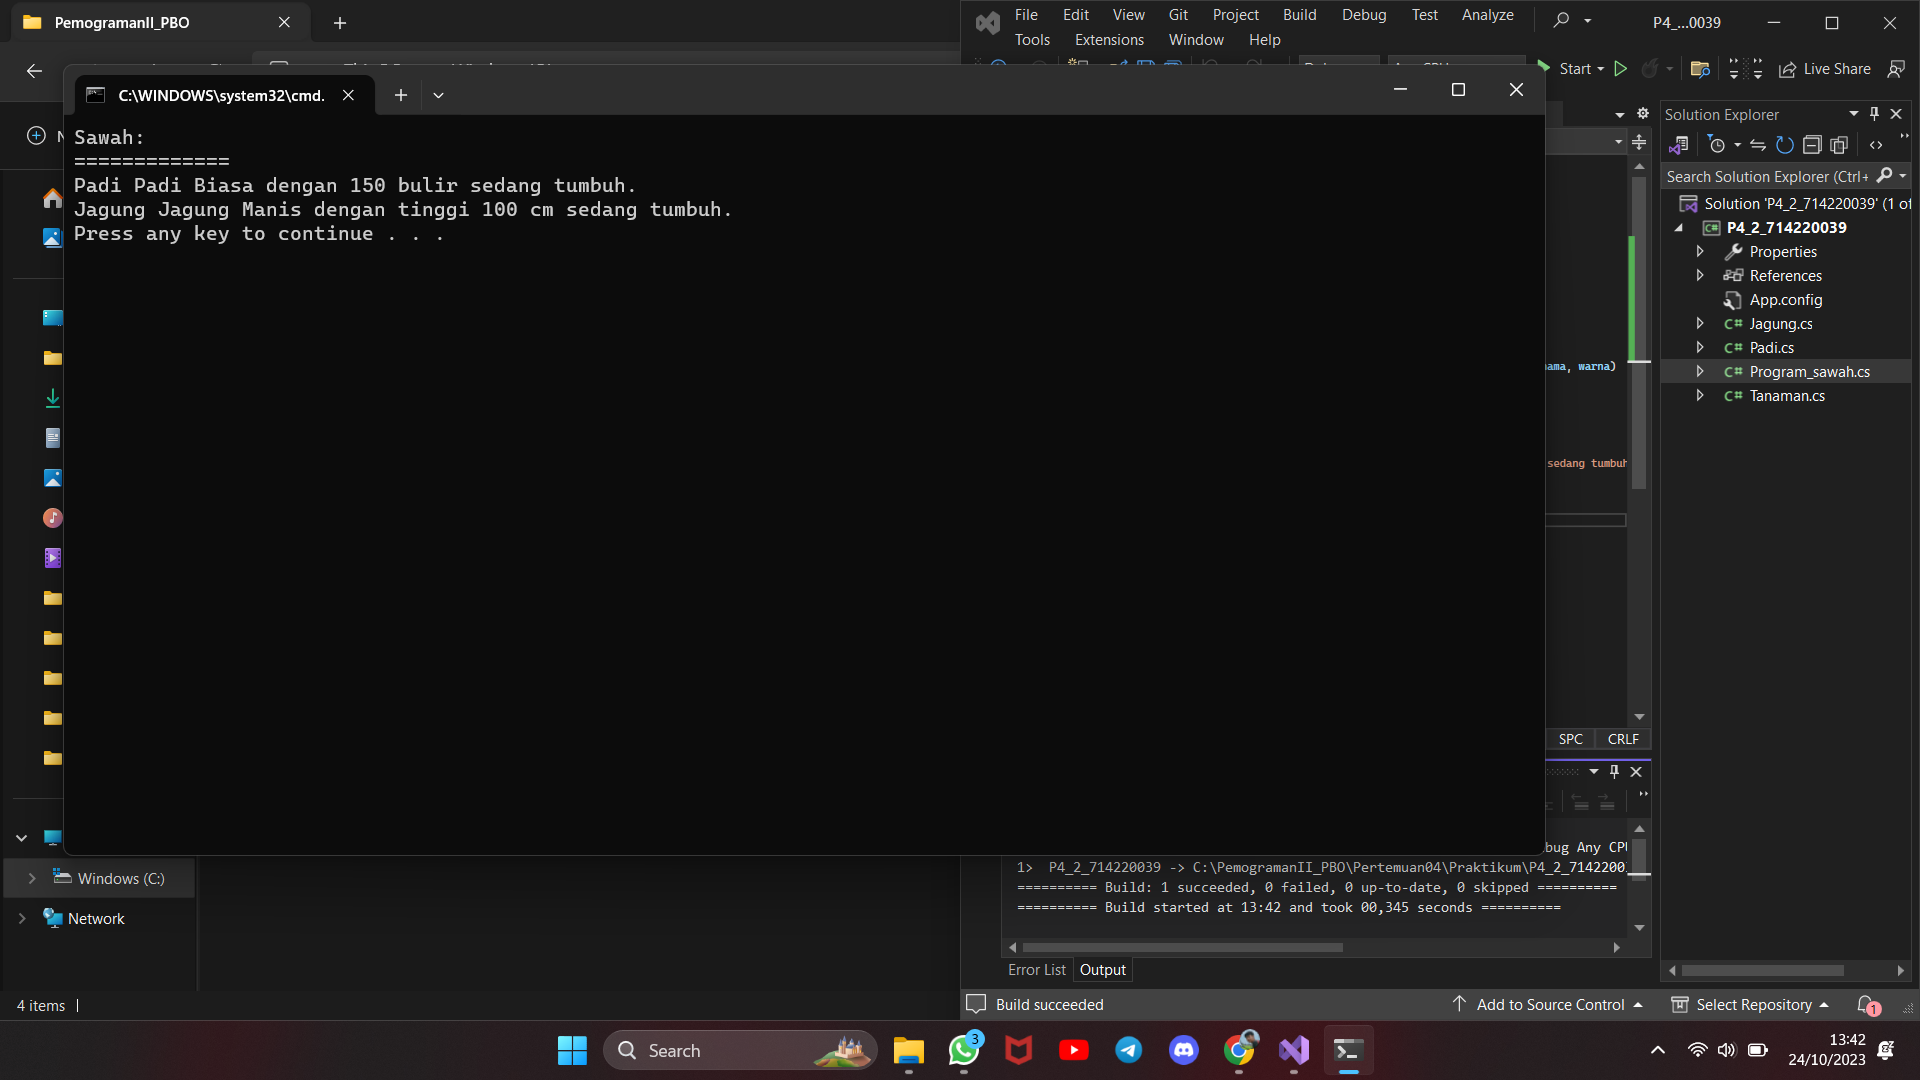 PemogramanII_PBO
File Edit View Git Project Build Debug Test Analyze
P4_...0039
Tools Extensions Window Help
Start
Live Share
C:\WINDOWS\system32\cmd.
Sawah:
=============
Padi Padi Biasa dengan 150 bulir sedang tumbuh.
Jagung Jagung Manis dengan tinggi 100 cm sedang tumbuh.
Press any key to continue . . .
Solution Explorer
Search Solution Explorer (Ctrl+
Solution 'P4_2_714220039' (1 of
P4_2_714220039
Properties
References
App.config
Jagung.cs
Padi.cs
Program_sawah.cs
Tanaman.cs
warna)
sedang tumbuh
SPC CRLF
Any CPU
1> P4_2_714220039 -> C:\PemogramanII_PBO\Pertemuan04\Praktikum\P4_2_7142200
========== Build: 1 succeeded, 0 failed, 0 up-to-date, 0 skipped ==========
========== Build started at 13:42 and took 00,345 seconds ==========
Error List Output
Build succeeded
Add to Source Control
Select Repository
1
Windows (C:)
Network
4 items
Search
3
13:42
24/10/2023